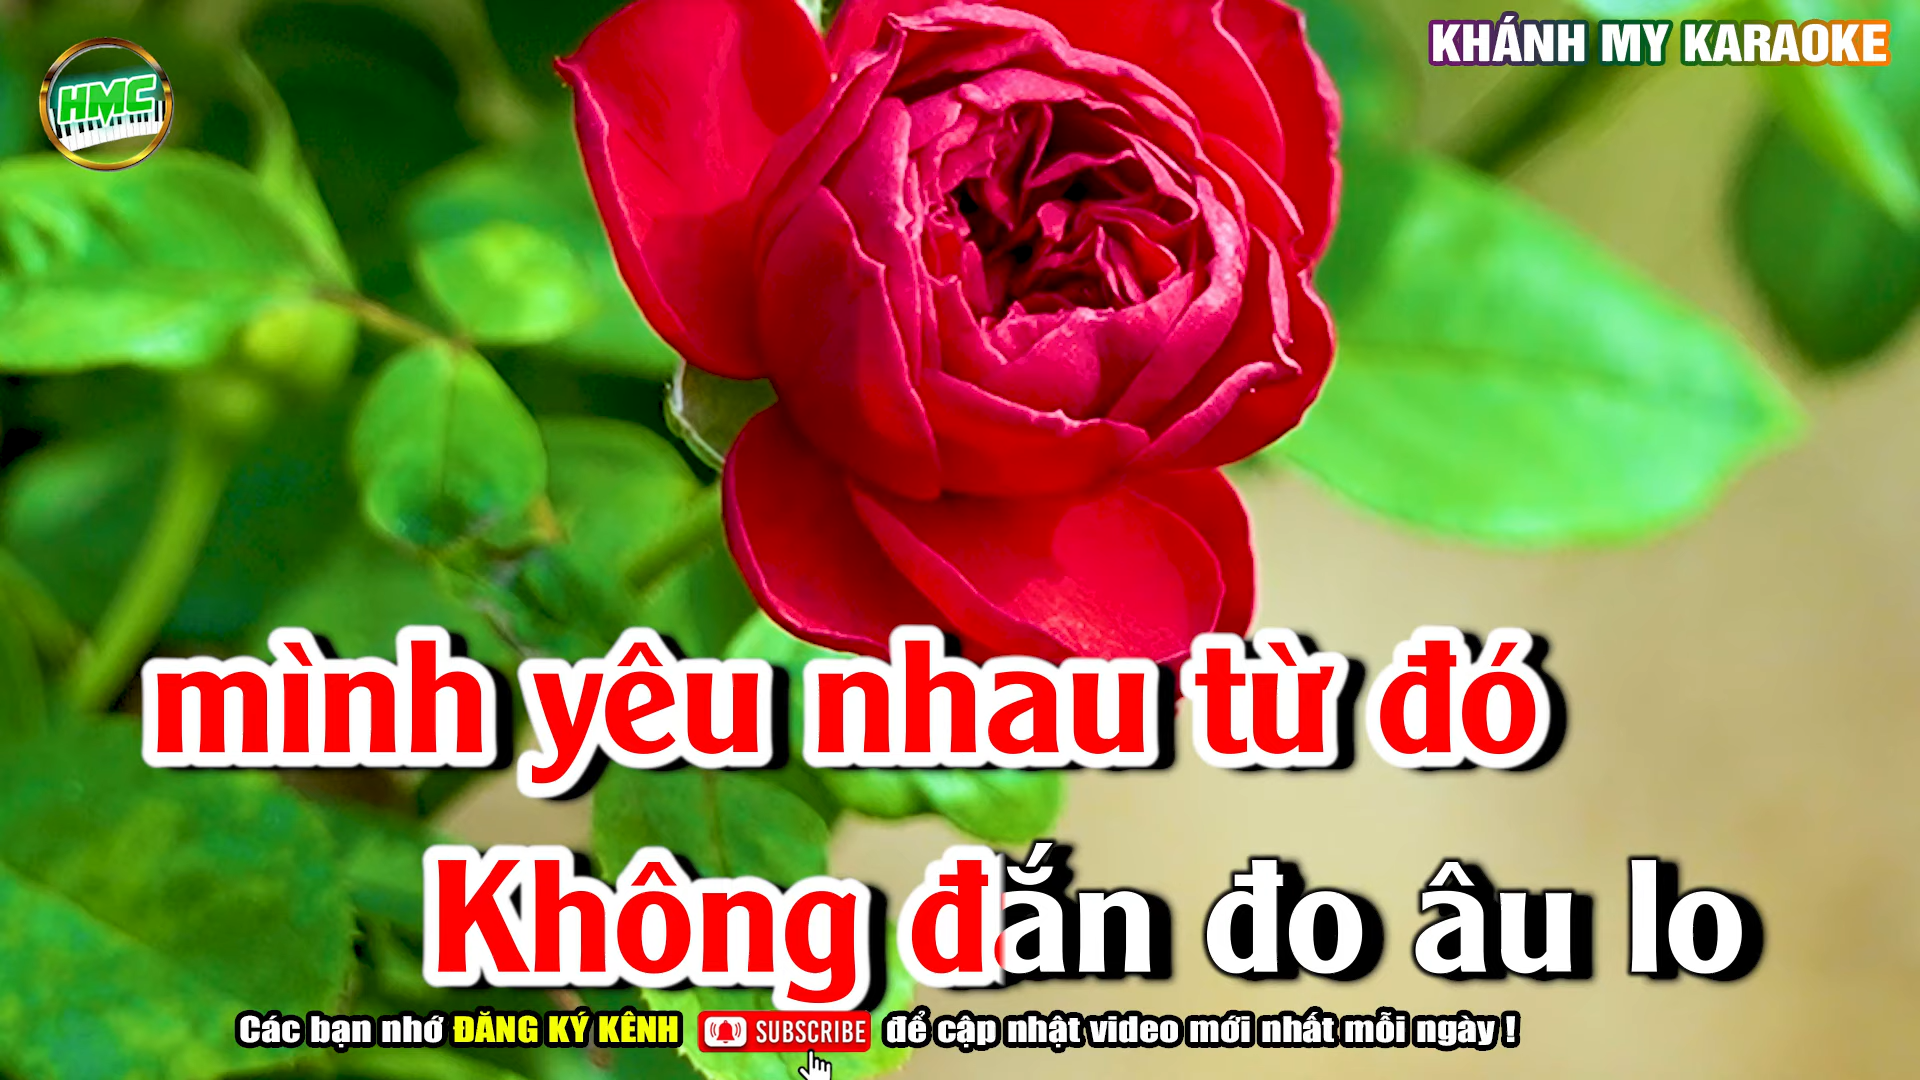 HMC
KHÁNH MY KARAOKE
mình yêu nhau từ đó
Không đắn đo âu lo
Các bạn nhớ ĐĂNG KÝ KÊNH SUBSCRIBE để cập nhật video mới nhất mỗi ngày !